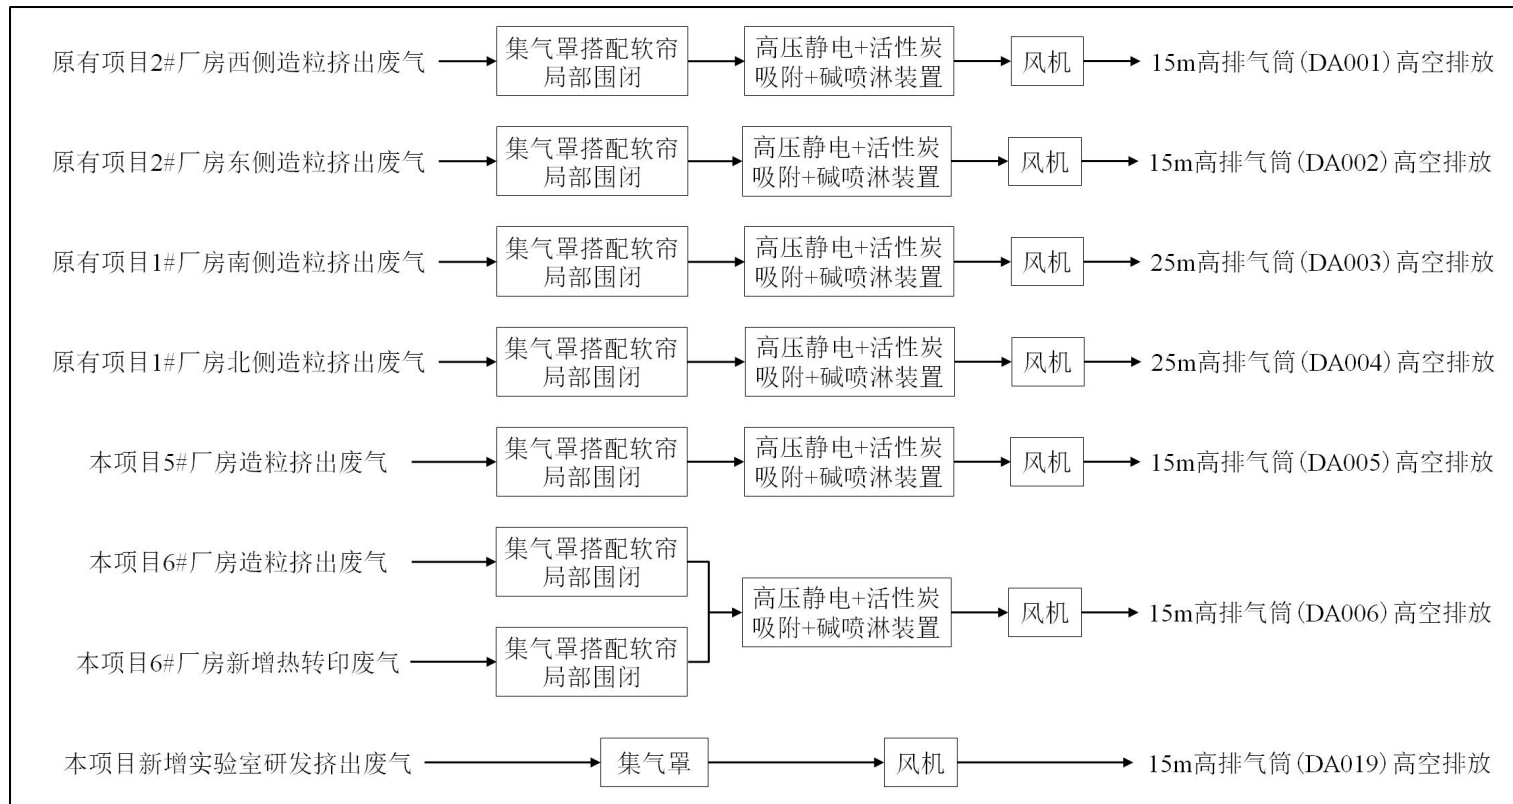 原有项目2#厂房西侧造粒挤出废气
集气罩搭配软帘
局部围闭
高压静电+活性炭
吸附+碱喷淋装置
风机
15m高排气筒(DA001)高空排放
原有项目2#厂房东侧造粒挤出废气
集气罩搭配软帘
局部围闭
高压静电+活性炭
吸附+碱喷淋装置
风机
15m高排气筒(DA002)高空排放
原有项目1#厂房南侧造粒挤出废气
集气罩搭配软帘
局部围闭
高压静电+活性炭
吸附+碱喷淋装置
风机
25m高排气筒(DA003)高空排放
原有项目1#厂房北侧造粒挤出废气
集气罩搭配软帘
局部围闭
高压静电+活性炭
吸附+碱喷淋装置
风机
25m高排气筒(DA004)高空排放
本项目5#厂房造粒挤出废气
集气罩搭配软帘
局部围闭
高压静电+活性炭
吸附+碱喷淋装置
风机
15m高排气筒(DA005)高空排放
本项目6#厂房造粒挤出废气
集气罩搭配软帘
局部围闭
本项目6#厂房新增热转印废气
集气罩搭配软帘
局部围闭
高压静电+活性炭
吸附+碱喷淋装置
风机
15m高排气筒(DA006)高空排放
本项目新增实验室研发挤出废气
集气罩
风机
15m高排气筒(DA019)高空排放